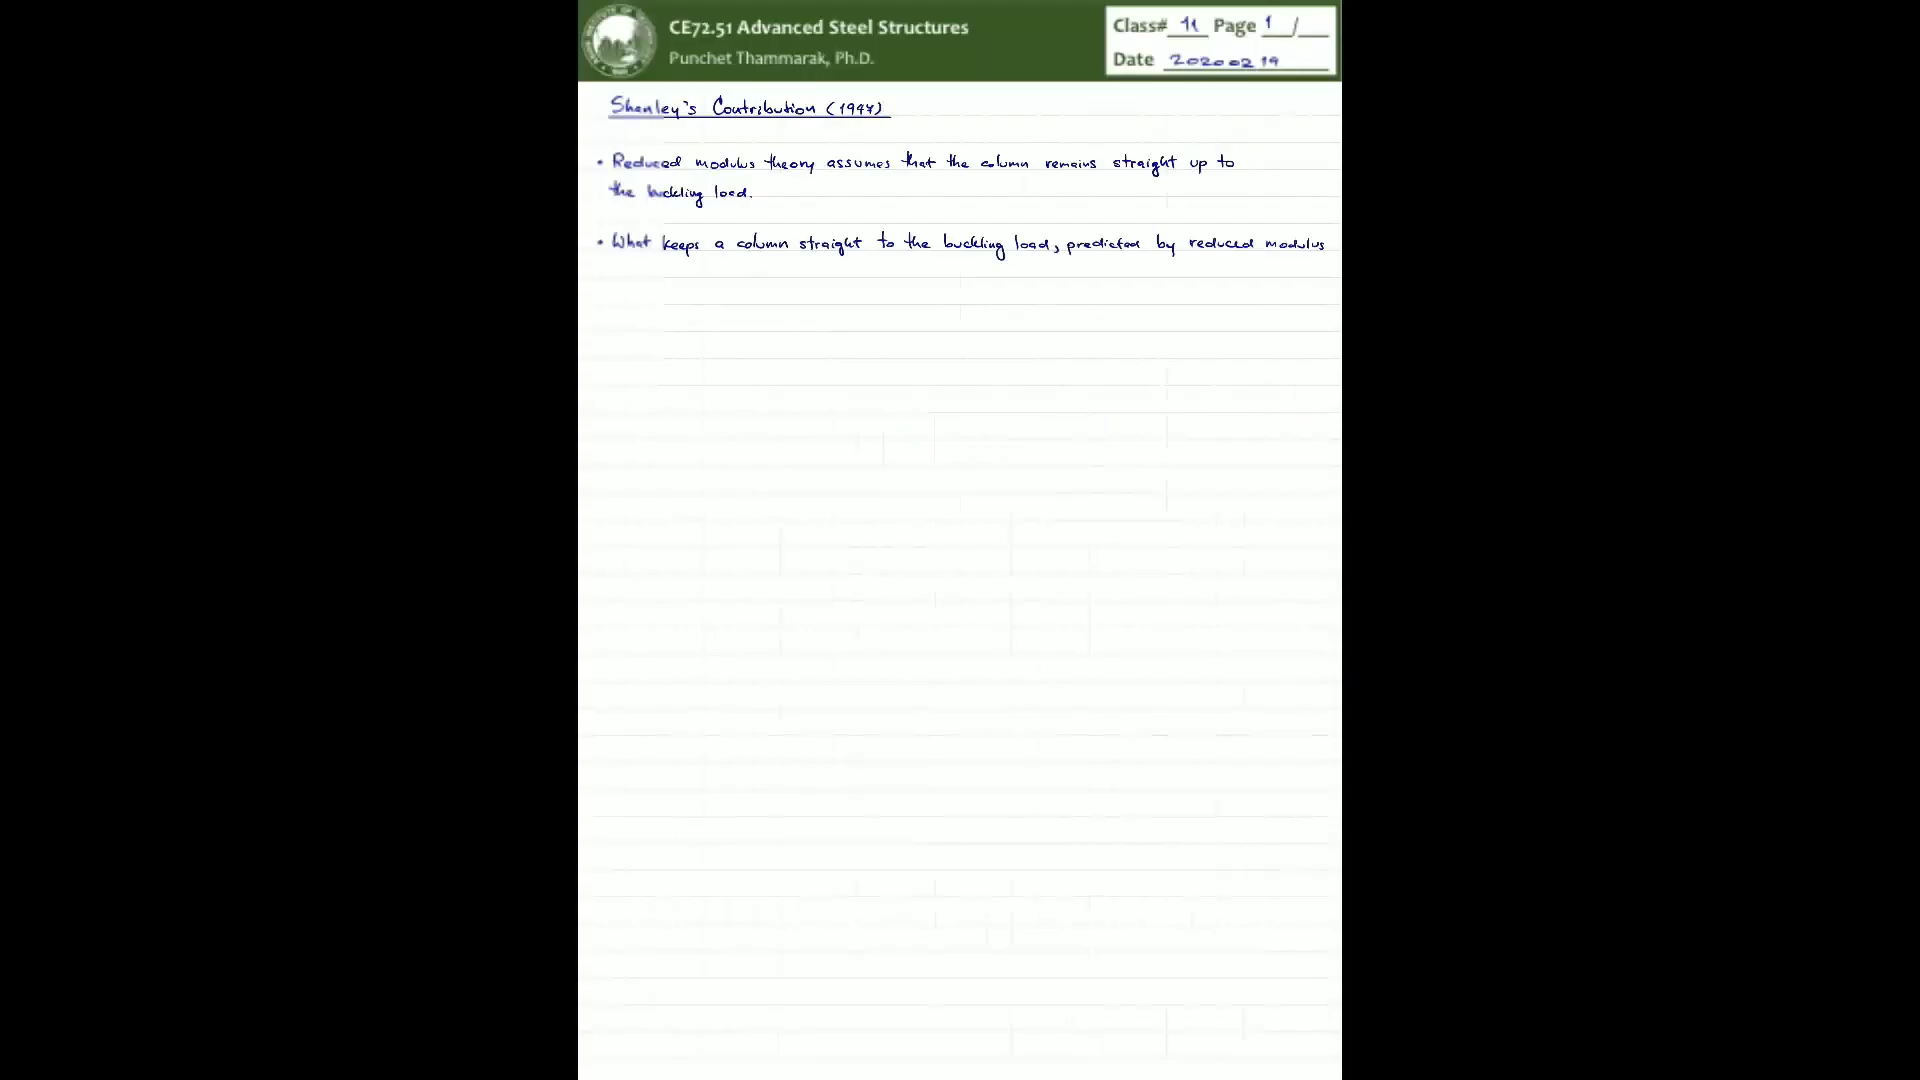 CE72.51 Advanced Steel Structures
Punchet Thammarak, Ph.D.
Class# 11 Page 1/
Date 20200219
Shanley's Contribution (1947)
• Reduced modulus theory assumes that the column remains straight up to
the buckling load.
• What keeps a column straight to the buckling load, predicted by reduced modulus